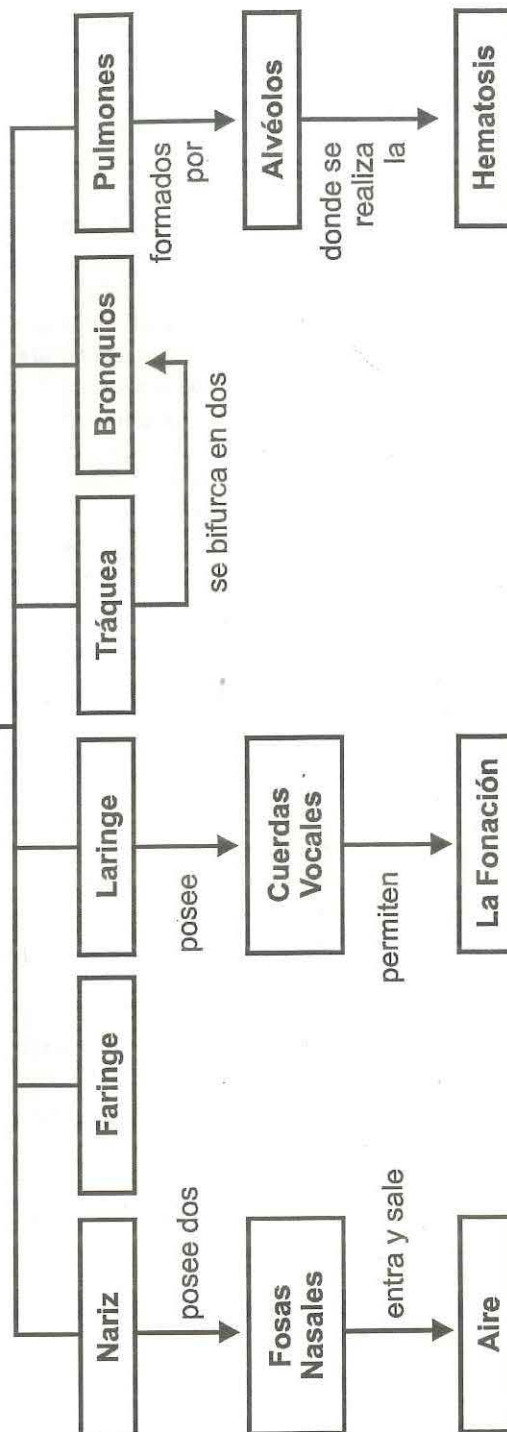 Nariz
Faringe
Laringe
Tráquea
Bronquios
Pulmones
posee dos
posee
se bifurca en dos
formados
por
Fosas
Nasales
Cuerdas
Vocales
Alvéolos
entra y sale
permiten
donde se
realiza
la
Aire
La Fonación
Hematosis